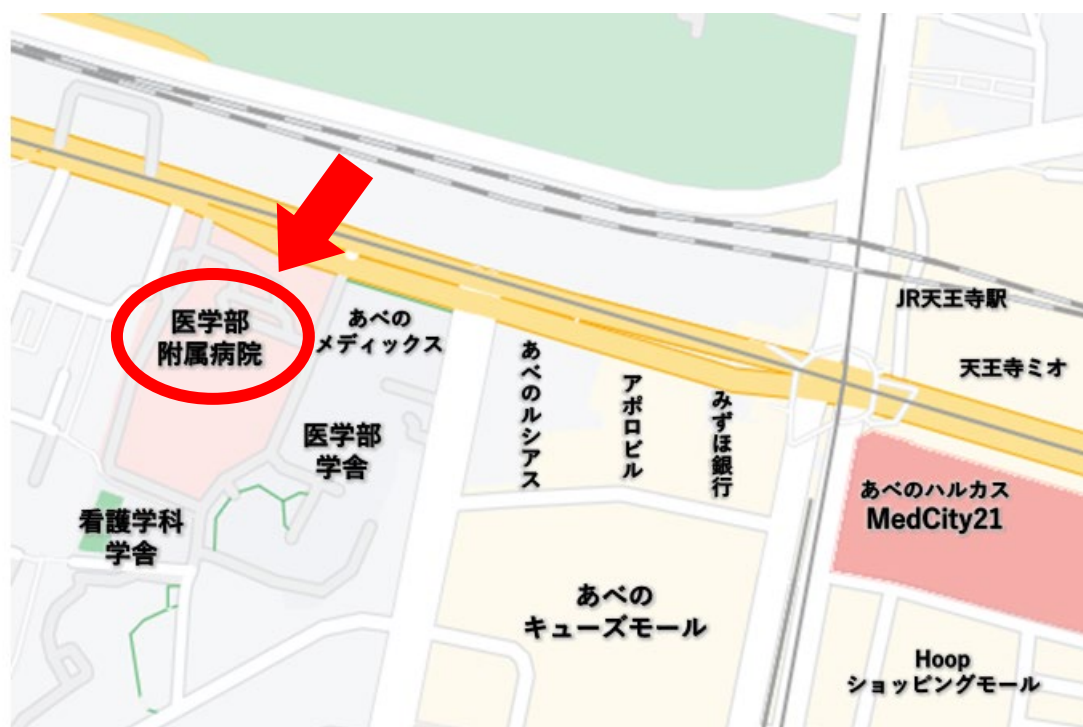 JR天王寺駅
天王寺ミオ
医学部
附属病院
あべの
メディックス
あべのルシアス
アポロビル
みずほ銀行
医学部
学舎
あべのハルカス
MedCity21
看護学科
学舎
あべの
キューズモール
Hoop
ショッピングモール